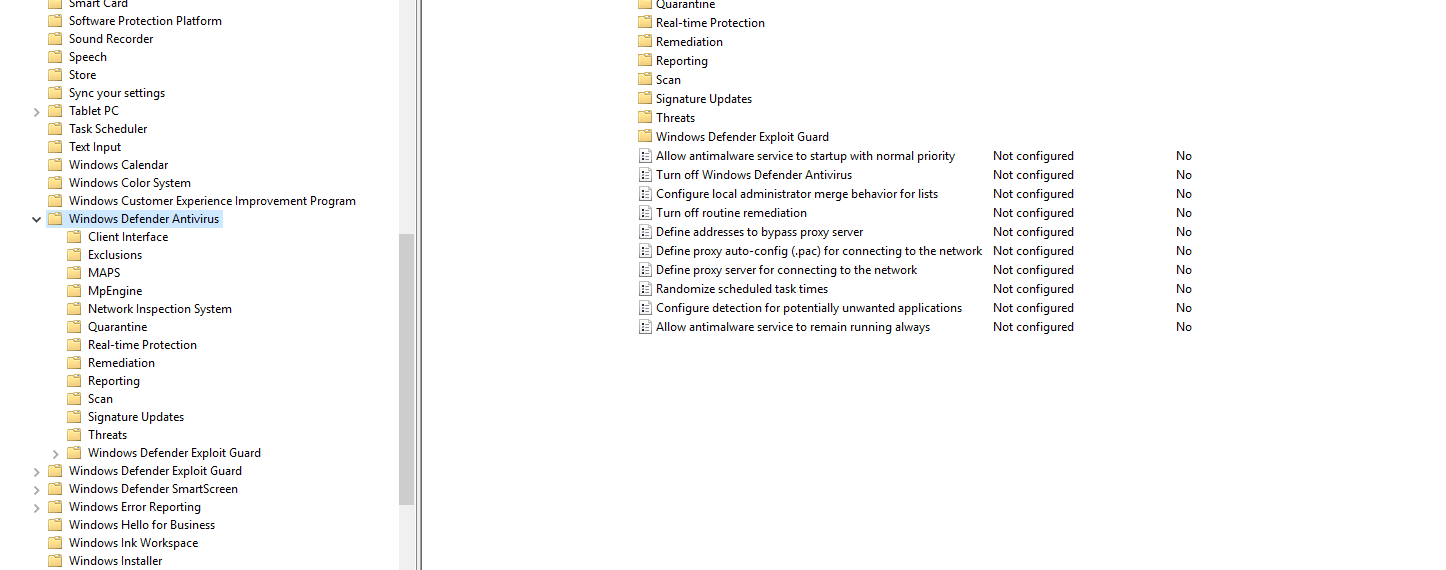 Smart Card
Software Protection Platform
Sound Recorder
Speech
Store
Sync your settings
Tablet PC
Task Scheduler
Text Input
Windows Calendar
Windows Color System
Windows Customer Experience Improvement Program
Windows Defender Antivirus
Client Interface
Exclusions
MAPS
MpEngine
Network Inspection System
Quarantine
Real-time Protection
Remediation
Reporting
Scan
Signature Updates
Threats
Windows Defender Exploit Guard
Windows Defender Exploit Guard
Windows Defender SmartScreen
Windows Error Reporting
Windows Hello for Business
Windows Ink Workspace
Windows Installer
Quarantine
Real-time Protection
Remediation
Reporting
Scan
Signature Updates
Threats
Windows Defender Exploit Guard
Allow antimalware service to startup with normal priority Not configured No
Turn off Windows Defender Antivirus Not configured No
Configure local administrator merge behavior for lists Not configured No
Turn off routine remediation Not configured No
Define addresses to bypass proxy server Not configured No
Define proxy auto-config (.pac) for connecting to the network Not configured No
Define proxy server for connecting to the network Not configured No
Randomize scheduled task times Not configured No
Configure detection for potentially unwanted applications Not configured No
Allow antimalware service to remain running always Not configured No